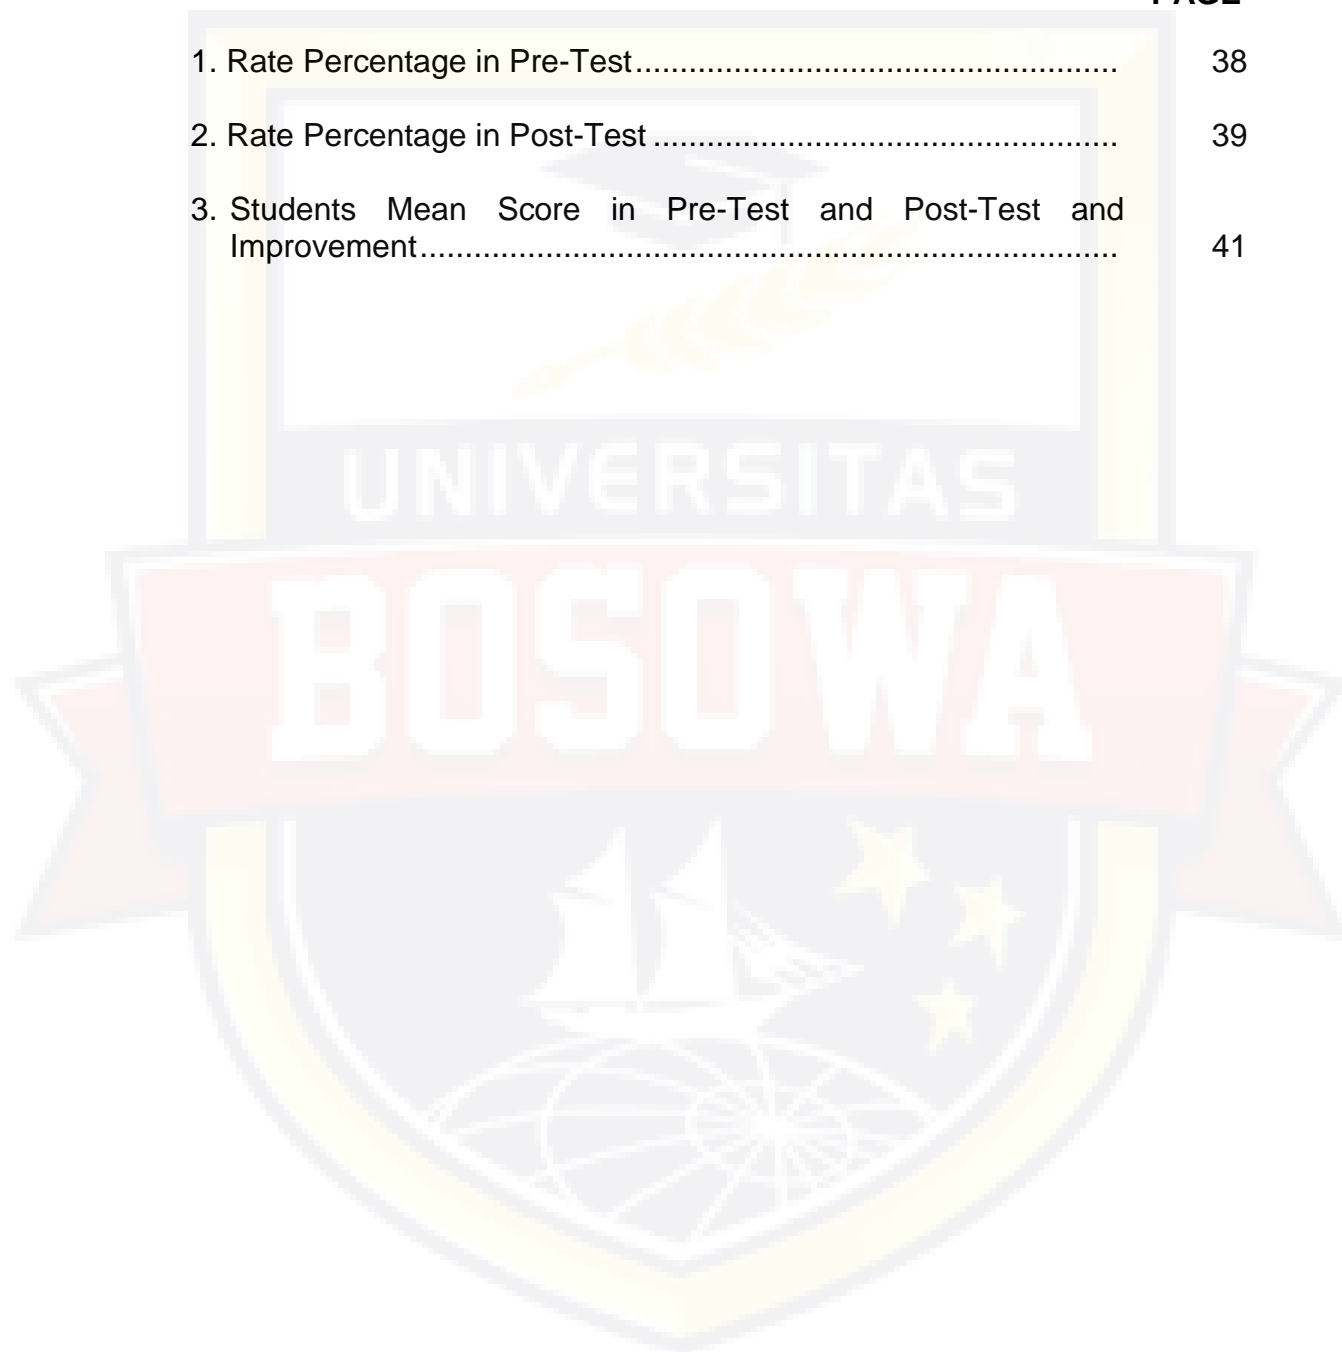 PAGE
1. Rate Percentage in Pre-Test...................................................... 38
2. Rate Percentage in Post-Test .................................................... 39
3. Students Mean Score in Pre-Test and Post-Test and
Improvement.............................................................................. 41
UNIVERSITAS
BOSOWA